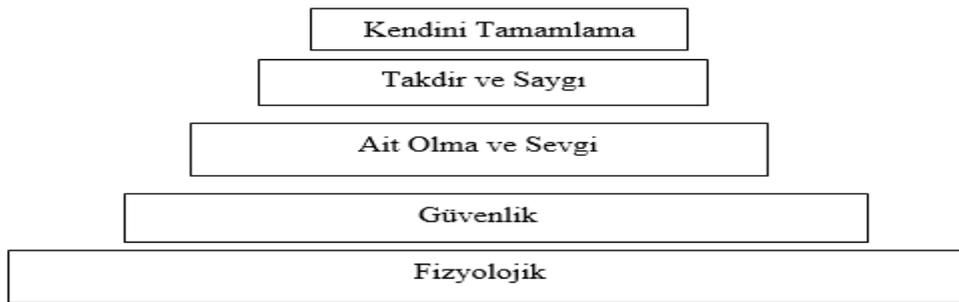 Kendini Tamamlama
Takdir ve Saygı
Ait Olma ve Sevgi
Güvenlik
Fizyolojik